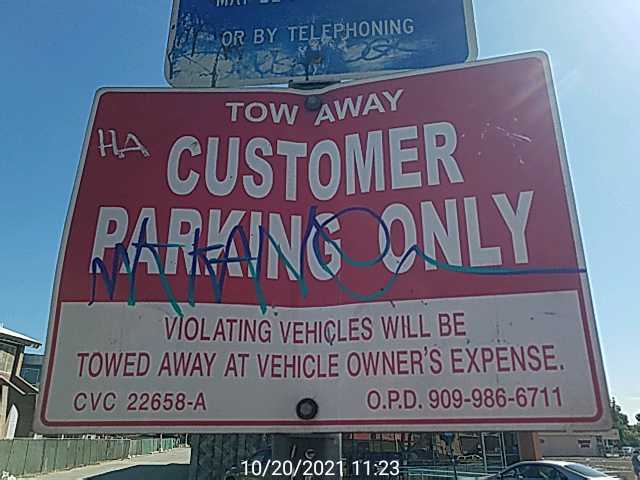 OR BY TELEPHONING
TOW AWAY
HA
CUSTOMER
PARKING ONLY
VIOLATING VEHICLES WILL BE
TOWED AWAY AT VEHICLE OWNER'S EXPENSE.
CVC 22658-A O.P.D. 909-986-6711
10/20/2021 11:23